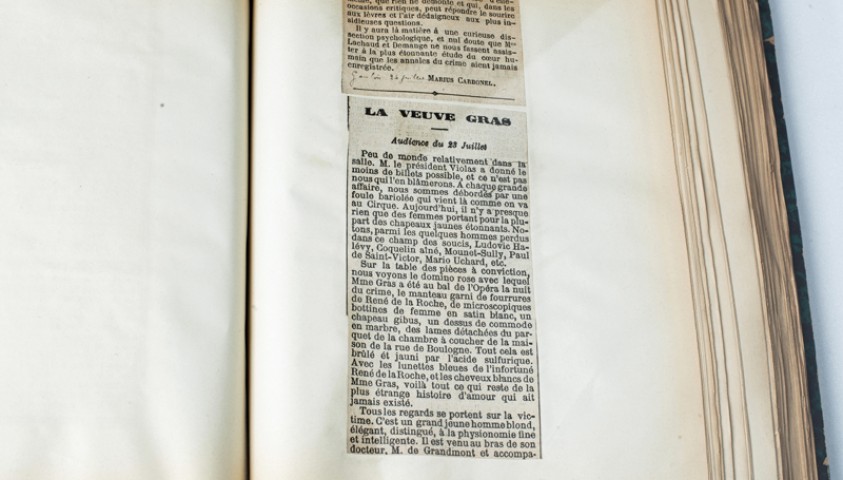 même, que rien ne démonte et qui, dans les
occasions critiques, peut répondre le sourire
aux lèvres et l'air dédaigneux aux plus in-
sidieuses questions.
Il y aura là matière à une curieuse dis-
section psychologique, et nul doute que Mes
Lachaud et Demange ne nous fassent assis-
ter à la plus étonnante étude du cœur hu-
main que les annales du crime aient jamais
enregistrée.
Gaulois 24 juillet MARIUS CARBONEL.
LA VEUVE GRAS
Audience du 23 Juillet
Peu de monde relativement dans la
salle. M. le président Violas a donné le
moins de billets possible, et ce n'est pas
nous qui l'en blâmerons. A chaque grande
affaire, nous sommes débordés par une
foule bariolée qui vient là comme on va
au Cirque. Aujourd'hui, il n'y a presque
rien que des femmes portant pour la plu-
part des chapeaux jaunes étonnants. No-
tons, parmi les quelques hommes perdus
dans ce champ des soucis, Ludovic Ha-
lévy, Coquelin aîné, Mounet-Sully, Paul
de Saint-Victor, Mario Uchard, etc.
Sur la table des pièces à conviction,
nous voyons le domino rose avec lequel
Mme Gras a été au bal de l'Opéra la nuit
du crime, le manteau garni de fourrures
de René de la Roche, de microscopiques
bottines de femme en satin blanc, un
chapeau gibus, un dessus de commode
en marbre, des lames détachées du par-
quet de la chambre à coucher de la mai-
son de la rue de Boulogne. Tout cela est
brûlé et jauni par l'acide sulfurique.
Avec les lunettes bleues de l'infortuné
René de la Roche, et les cheveux blancs de
Mme Gras, voilà tout ce qui reste de la
plus étrange histoire d'amour qui ait
jamais existé.
Tous les regards se portent sur la vic-
time. C'est un grand jeune homme blond,
élégant, distingué, à la physionomie fine
et intelligente. Il est venu au bras de son
docteur, M. de Grandmont et accompa-